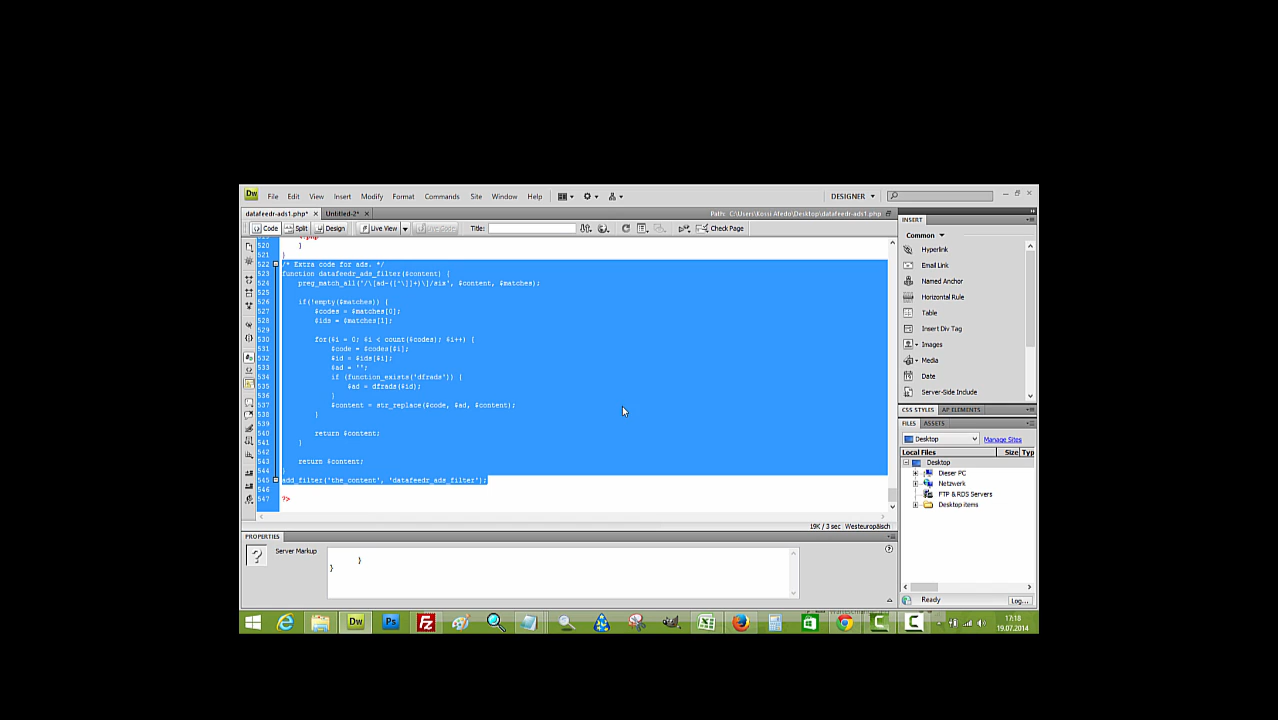 Dw File Edit View Insert Modify Format Commands Site Window Help DESIGNER
datafeedr-ads1.php* Untitled-2* Path: C:\Users\Kossi Afedo\Desktop\datafeedr-ads1.php
Code Split Design Live View Live Code Title: Check Page
520 }
521 }
522 /* Extra code for ads. */
523 function datafeedr_ads_filter($content) {
524 preg_match_all('/\[ad-([^\]]+)\]/six', $content, $matches);
525
526 if(!empty($matches)) {
527 $codes = $matches[0];
528 $ids = $matches[1];
529
530 for($i = 0; $i < count($codes); $i++) {
531 $code = $codes[$i];
532 $id = $ids[$i];
533 $ad = '';
534 if (function_exists('dfrads')) {
535 $ad = dfrads($id);
536 }
537 $content = str_replace($code, $ad, $content);
538 }
539
540 return $content;
541 }
542
543 return $content;
544 }
545 add_filter('the_content', 'datafeedr_ads_filter');
546
547 ?>
19K / 3 sec Westeuropäisch
PROPERTIES
Server Markup
}
}
INSERT
Common
Hyperlink
Email Link
Named Anchor
Horizontal Rule
Table
Insert Div Tag
Images
Media
Date
Server-Side Include
CSS STYLES AP ELEMENTS
FILES ASSETS
Desktop Manage Sites
Local Files Size Typ
Desktop
Dieser PC
Netzwerk
FTP & RDS Servers
Desktop items
Ready Log...
Dw Ps Fz
17:18
19.07.2014